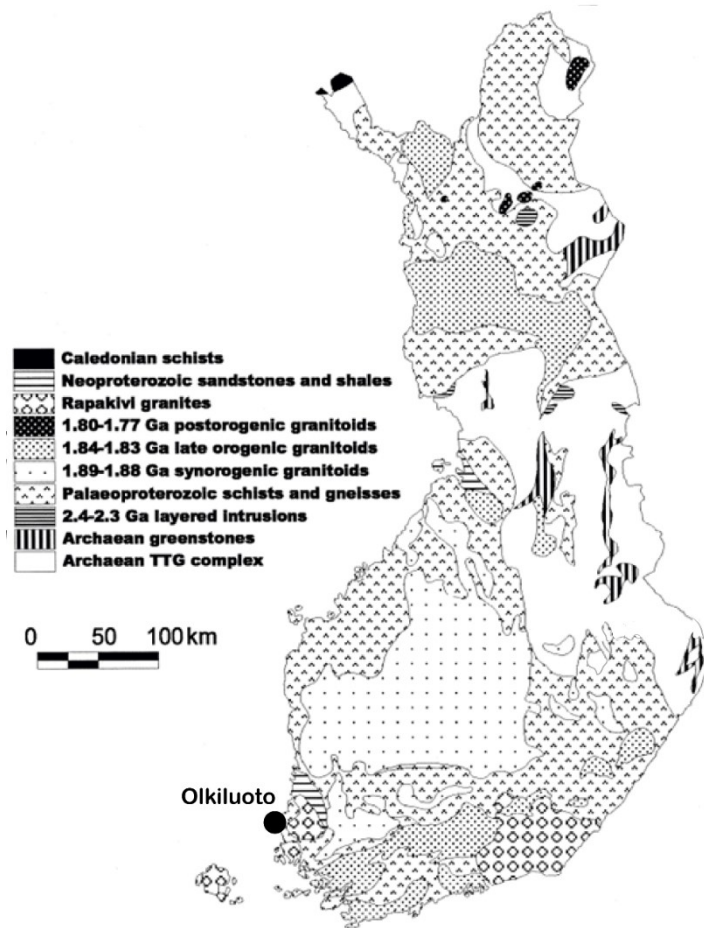 Caledonian schists
Neoproterozoic sandstones and shales
Rapakivi granites
1.80-1.77 Ga postorogenic granitoids
1.84-1.83 Ga late orogenic granitoids
1.89-1.88 Ga synorogenic granitoids
Palaeoproterozoic schists and gneisses
2.4-2.3 Ga layered intrusions
Archaean greenstones
Archaean TTG complex
0 50 100 km
Olkiluoto